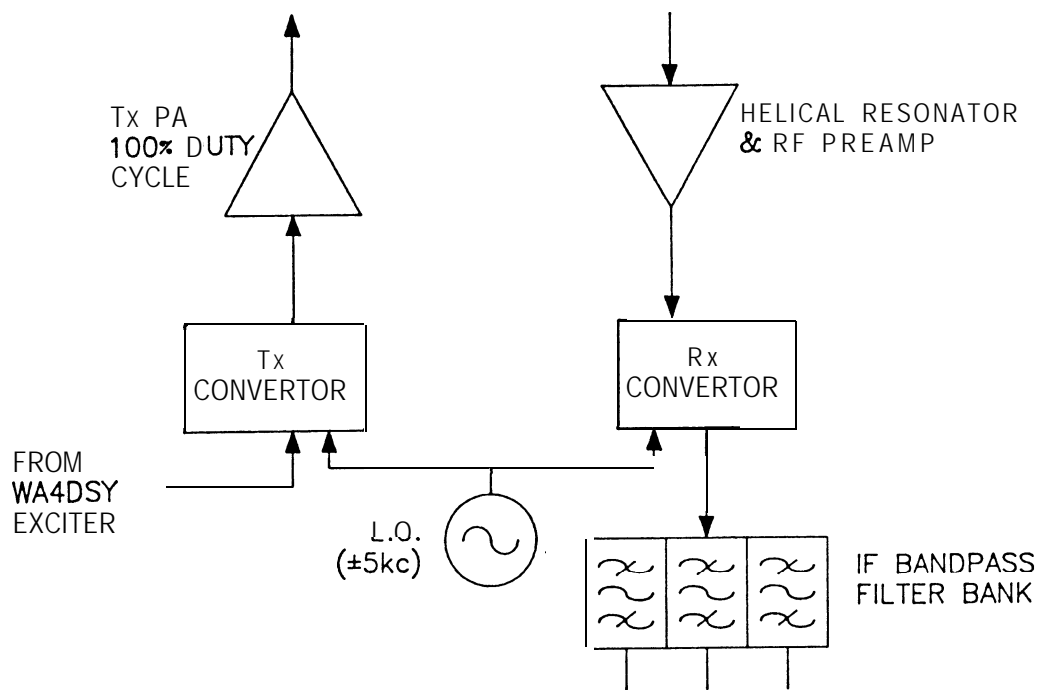 Tx PA
100% DUTY
CYCLE
HELICAL RESONATOR
& RF PREAMP
Tx
CONVERTOR
Rx
CONVERTOR
FROM
WA4DSY
EXCITER
L.O.
(±5kc)
IF BANDPASS
FILTER BANK